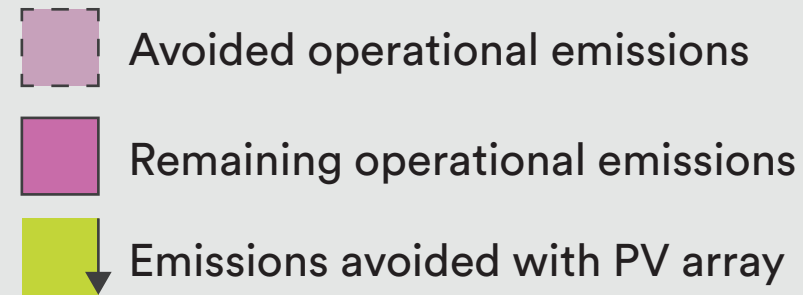 Avoided operational emissions
Remaining operational emissions
Emissions avoided with PV array